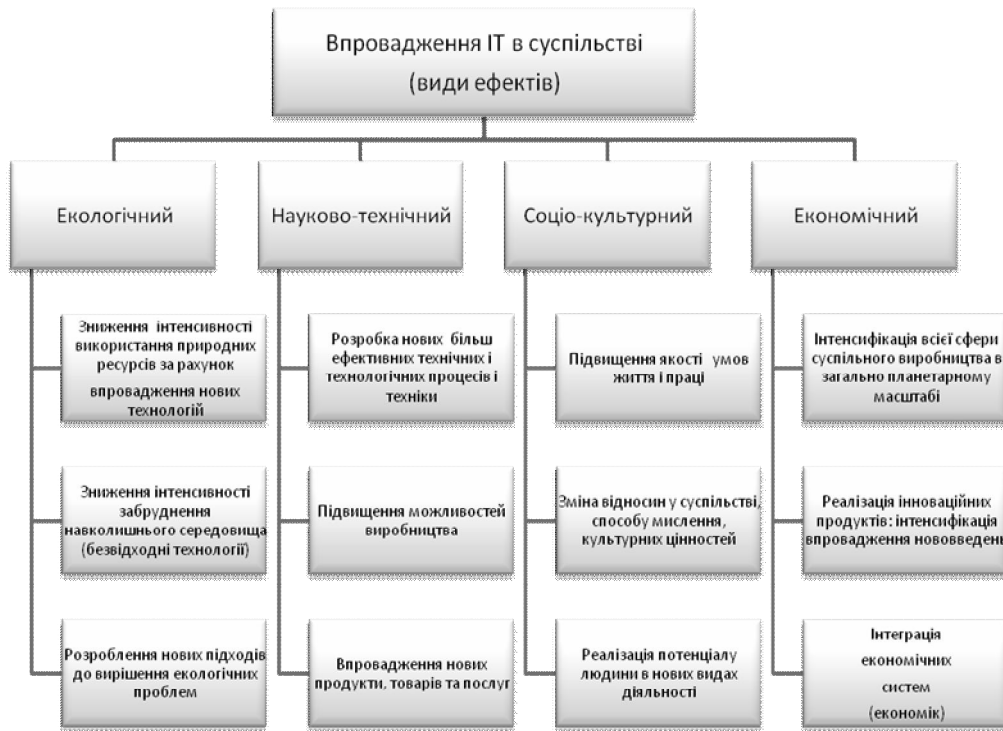 Впровадження ІТ в суспільстві
(види ефектів)
Екологічний
Науково-технічний
Соціо-культурний
Економічний
Зниження інтенсивності
використання природних
ресурсів за рахунок
впровадження нових
технологій
Розробка нових більш
ефективних технічних і
технологічних процесів і
техніки
Підвищення якості умов
життя і праці
Інтенсифікація всієї сфери
суспільного виробництва в
загально планетарному
масштабі
Зниження інтенсивності
забруднення
навколишнього середовища
(безвідходні технології)
Підвищення можливостей
виробництва
Зміна відносин у суспільстві,
способу мислення,
культурних цінностей
Реалізація інноваційних
продуктів: інтенсифікація
впровадження нововведень
Розроблення нових підходів
до вирішення екологічних
проблем
Впровадження нових
продукти, товарів та послуг
Реалізація потенціалу
людини в нових видах
діяльності
Інтеграція
економічних
систем
(економік)